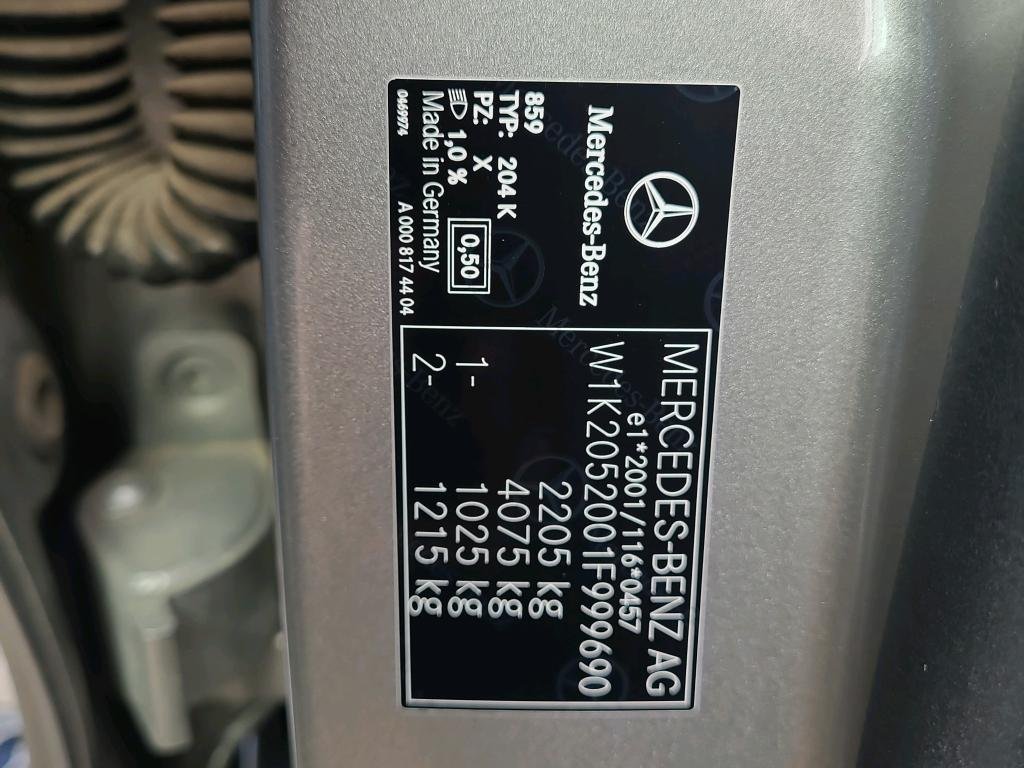 Mercedes-Benz
859
TYP: 204 K
PZ: X
1,0 %
0,50
Made in Germany
0469974 A 000 817 44 04
MERCEDES-BENZ AG
e1*2001/116*0457
W1K2052001F999690
2205 kg
4075 kg
1- 1025 kg
2- 1215 kg